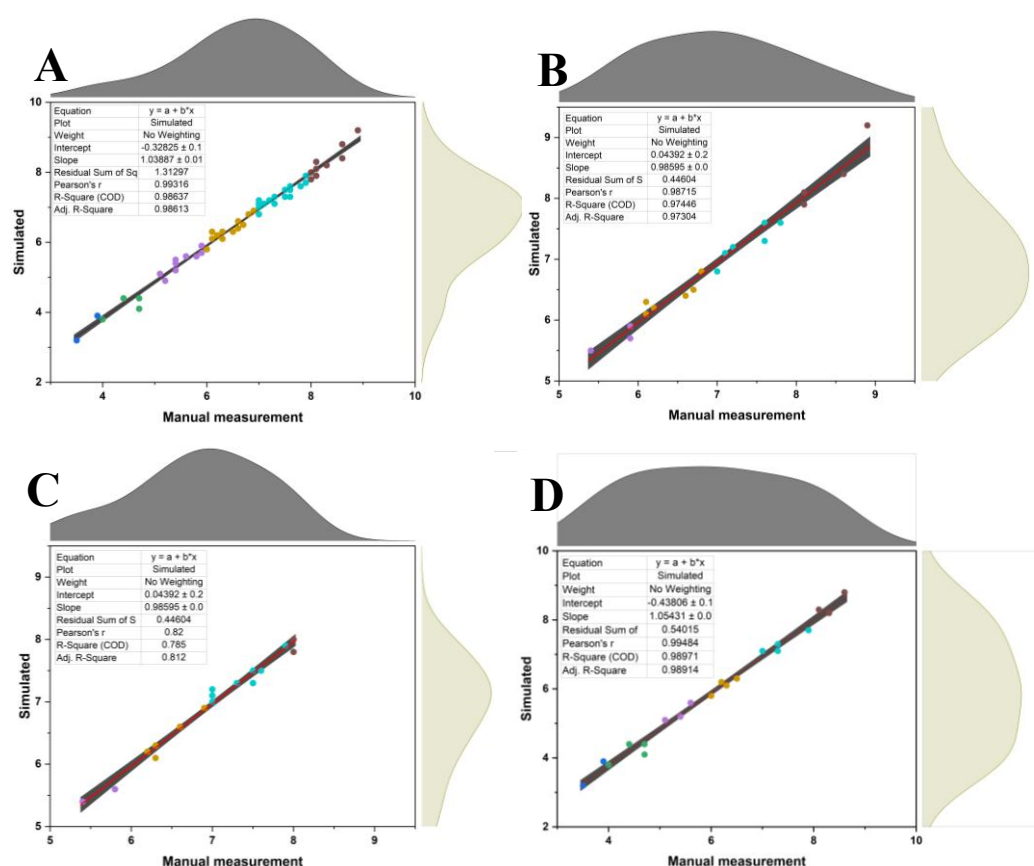 A
Equation y = a + b*x
Plot Simulated
Weight No Weighting
Intercept -0.32825 ± 0.1
Slope 1.03887 ± 0.01
Residual Sum of Sq 1.31297
Pearson's r 0.99316
R-Square (COD) 0.98637
Adj. R-Square 0.98613
10
8
6
4
2
Simulated
4 6 8 10
Manual measurement
B
Equation y = a + b*x
Plot Simulated
Weight No Weighting
Intercept 0.04392 ± 0.2
Slope 0.98595 ± 0.0
Residual Sum of S 0.44604
Pearson's r 0.98715
R-Square (COD) 0.97446
Adj. R-Square 0.97304
9
8
7
6
5
Simulated
5 6 7 8 9
Manual measurement
C
Equation y = a + b*x
Plot Simulated
Weight No Weighting
Intercept 0.04392 ± 0.2
Slope 0.98595 ± 0.0
Residual Sum of S 0.44604
Pearson's r 0.82
R-Square (COD) 0.785
Adj. R-Square 0.812
9
8
7
6
5
Simulated
5 6 7 8 9
Manual measurement
D
Equation y = a + b*x
Plot Simulated
Weight No Weighting
Intercept -0.43806 ± 0.1
Slope 1.05431 ± 0.0
Residual Sum of 0.54015
Pearson's r 0.99484
R-Square (COD) 0.98971
Adj. R-Square 0.98914
10
8
6
4
2
Simulated
4 6 8 10
Manual measurement